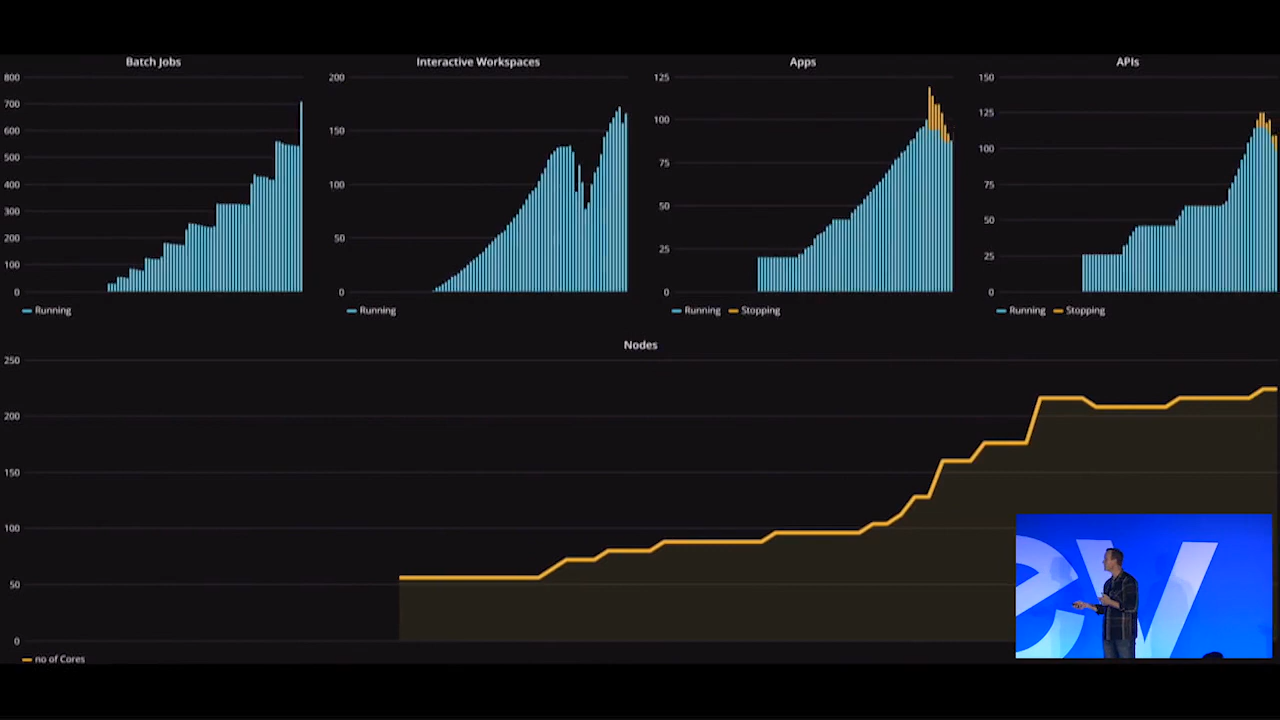 Batch Jobs
800
700
600
500
400
300
200
100
0
Running
Interactive Workspaces
200
150
100
50
0
Running
Apps
125
100
75
50
25
0
Running
Stopping
APIs
150
125
100
75
50
25
0
Running
Stopping
Nodes
250
200
150
100
50
0
no of Cores
ev